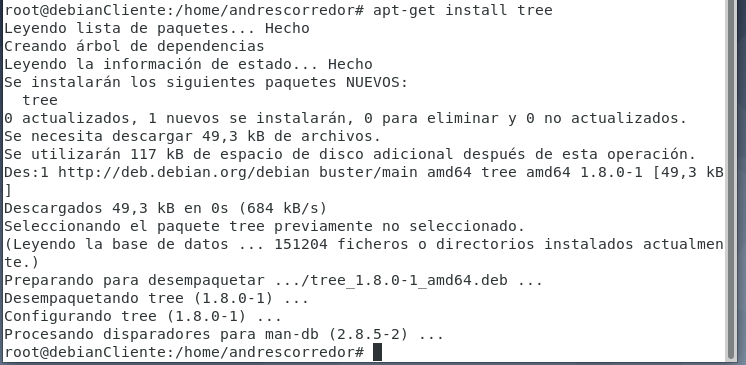 root@debianCliente:/home/andrescorredor# apt-get install tree
Leyendo lista de paquetes... Hecho
Creando árbol de dependencias
Leyendo la información de estado... Hecho
Se instalarán los siguientes paquetes NUEVOS:
  tree
0 actualizados, 1 nuevos se instalarán, 0 para eliminar y 0 no actualizados.
Se necesita descargar 49,3 kB de archivos.
Se utilizarán 117 kB de espacio de disco adicional después de esta operación.
Des:1 http://deb.debian.org/debian buster/main amd64 tree amd64 1.8.0-1 [49,3 kB
]
Descargados 49,3 kB en 0s (684 kB/s)
Seleccionando el paquete tree previamente no seleccionado.
(Leyendo la base de datos ... 151204 ficheros o directorios instalados actualmen
te.)
Preparando para desempaquetar .../tree_1.8.0-1_amd64.deb ...
Desempaquetando tree (1.8.0-1) ...
Configurando tree (1.8.0-1) ...
Procesando disparadores para man-db (2.8.5-2) ...
root@debianCliente:/home/andrescorredor#